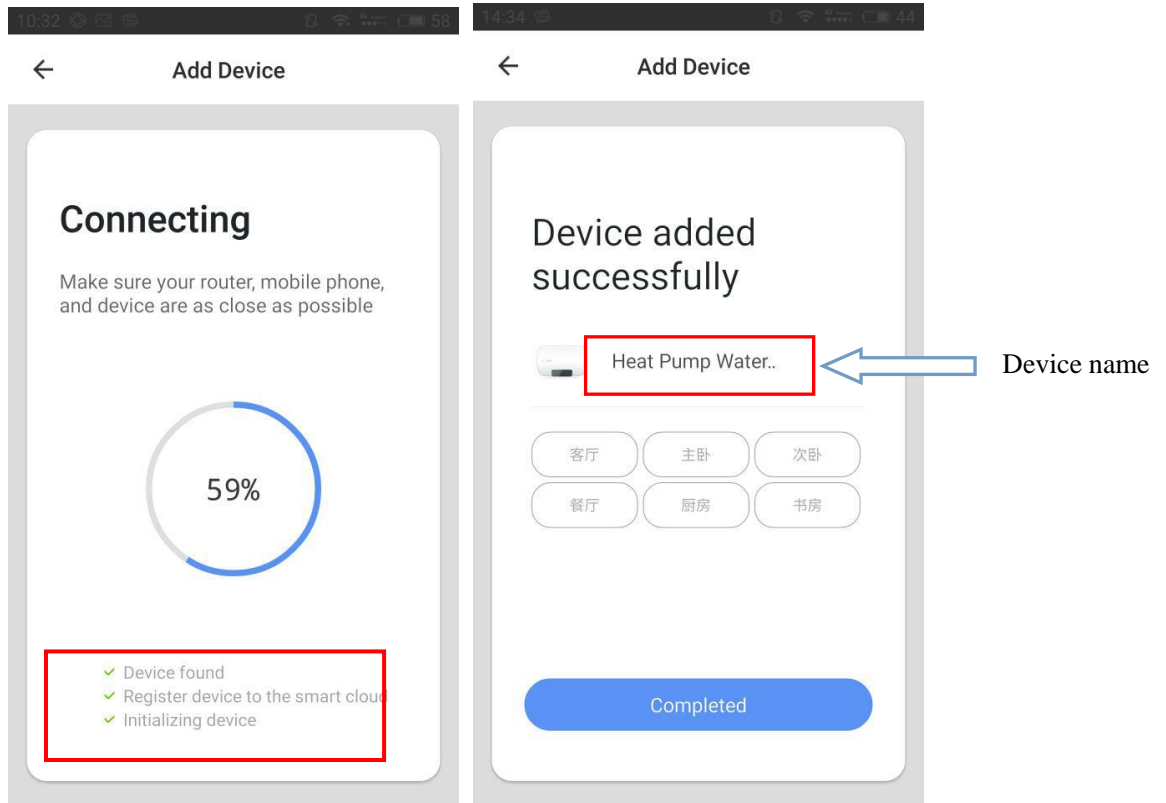 10:32
58
Add Device
Connecting
Make sure your router, mobile phone,
and device are as close as possible
59%
Device found
Register device to the smart cloud
Initializing device
14:34
44
Add Device
Device added
successfully
Heat Pump Water..
Device name
客厅 主卧 次卧
餐厅 厨房 书房
Completed